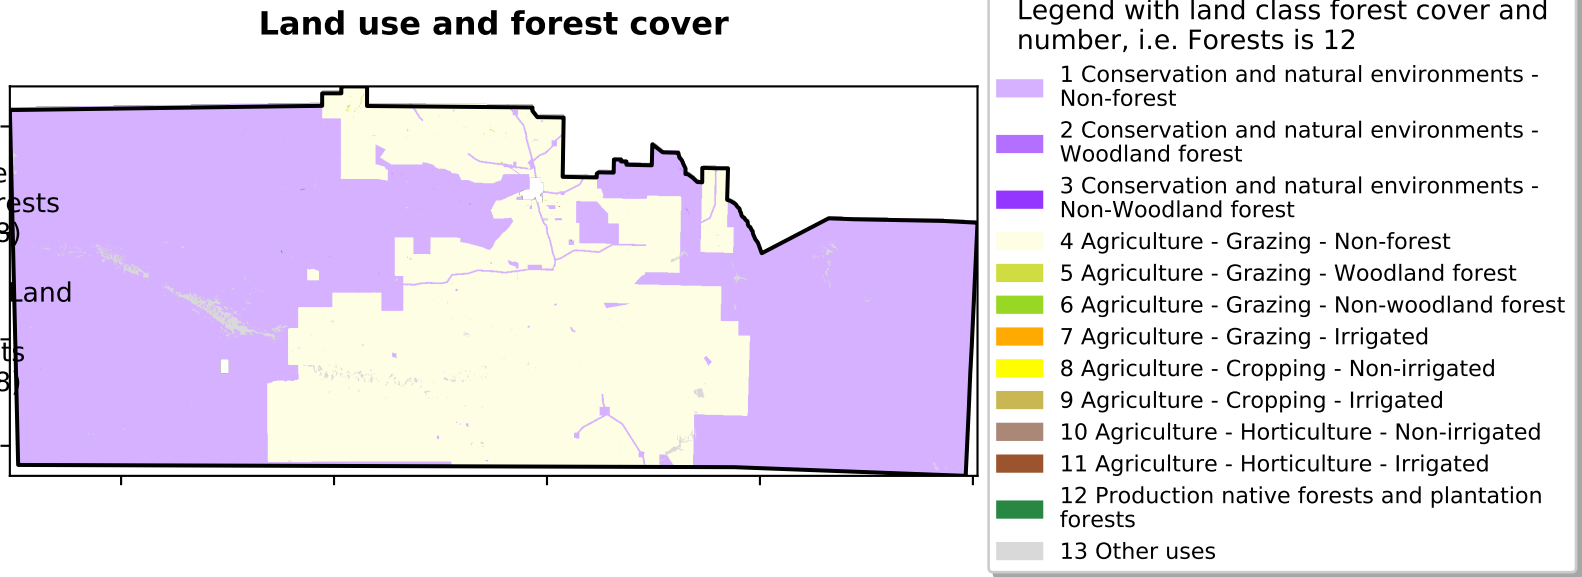 Land use and forest cover
Legend with land class forest cover and
number, i.e. Forests is 12
1 Conservation and natural environments -
Non-forest
2 Conservation and natural environments -
Woodland forest
3 Conservation and natural environments -
Non-Woodland forest
4 Agriculture - Grazing - Non-forest
5 Agriculture - Grazing - Woodland forest
6 Agriculture - Grazing - Non-woodland forest
7 Agriculture - Grazing - Irrigated
8 Agriculture - Cropping - Non-irrigated
9 Agriculture - Cropping - Irrigated
10 Agriculture - Horticulture - Non-irrigated
11 Agriculture - Horticulture - Irrigated
12 Production native forests and plantation
forests
13 Other uses
e
rests
8)
Land
ts
8)